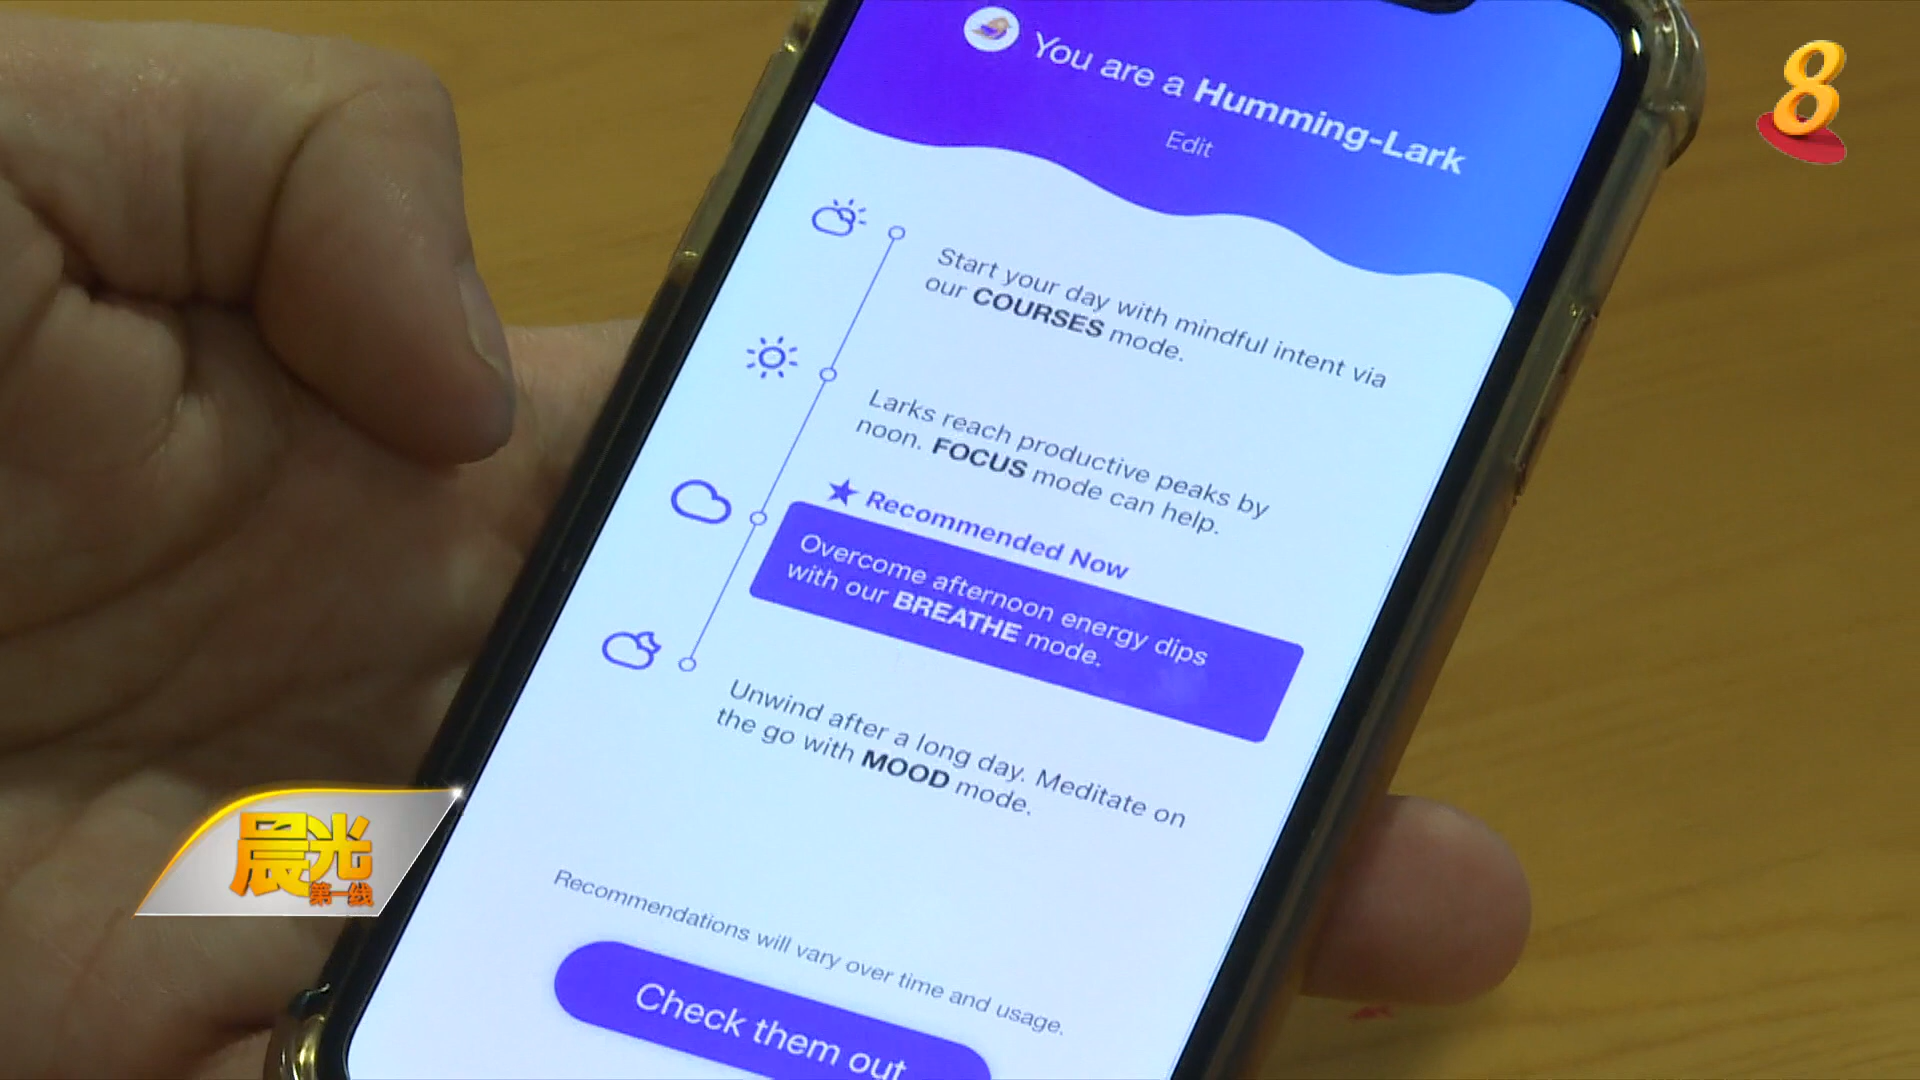 You are a Humming-Lark
Edit
8
Start your day with mindful intent via
our COURSES mode.
Larks reach productive peaks by
noon. FOCUS mode can help.
Recommended Now
Overcome afternoon energy dips
with our BREATHE mode.
Unwind after a long day. Meditate on
the go with MOOD mode.
晨光
第一线
Recommendations will vary over time and usage.
Check them out